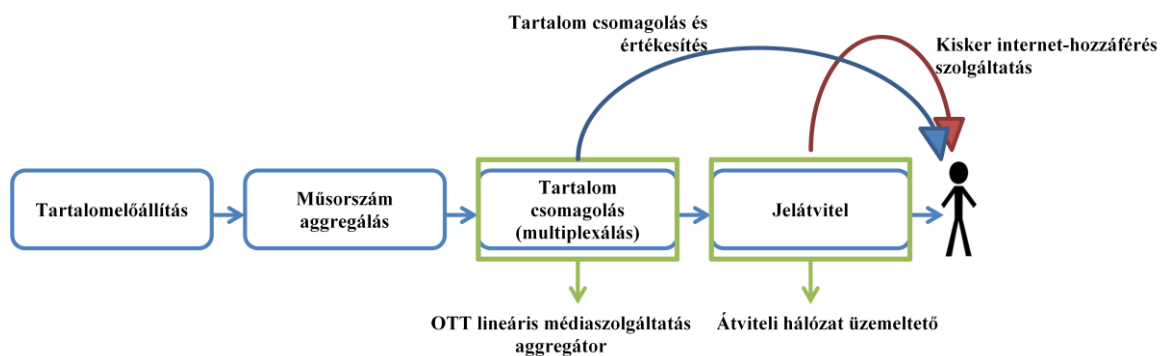 Tartalom csomagolás és
értékesítés
Kisker internet-hozzáférés
szolgáltatás
Tartalomelőállítás
Műsorszám
aggregálás
Tartalom
csomagolás
(multiplexálás)
Jelátvitel
OTT lineáris médiaszolgáltatás
aggregátor
Átviteli hálózat üzemeltető